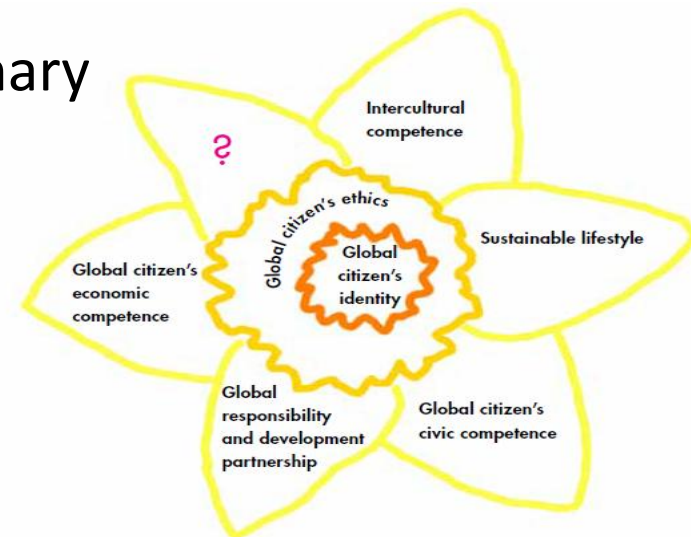 nary
?
Intercultural
competence
Global citizen's ethics
Global
citizen's
identity
Sustainable lifestyle
Global citizen's
economic
competence
Global
responsibility
and development
partnership
Global citizen's
civic competence